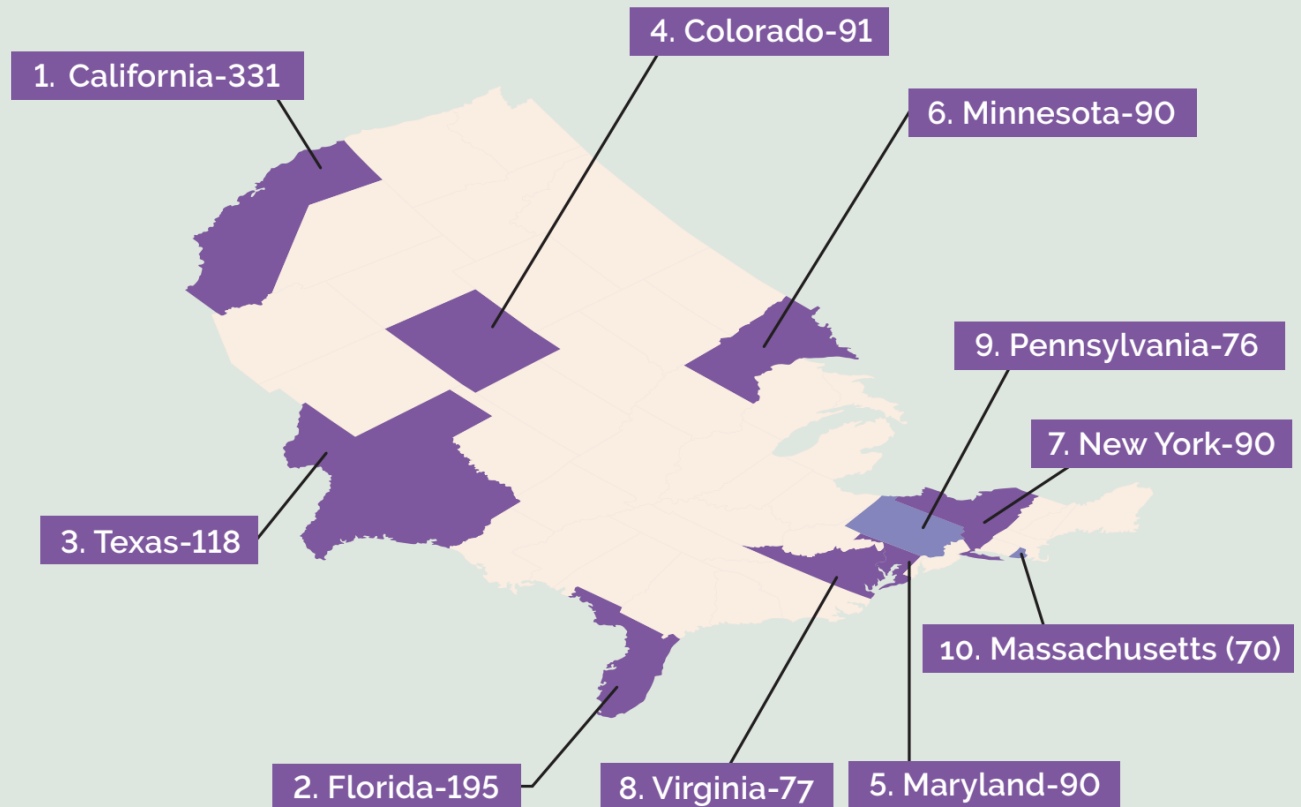 4. Colorado-91
1. California-331
6. Minnesota-90
9. Pennsylvania-76
7. New York-90
3. Texas-118
10. Massachusetts (70)
2. Florida-195
8. Virginia-77
5. Maryland-90